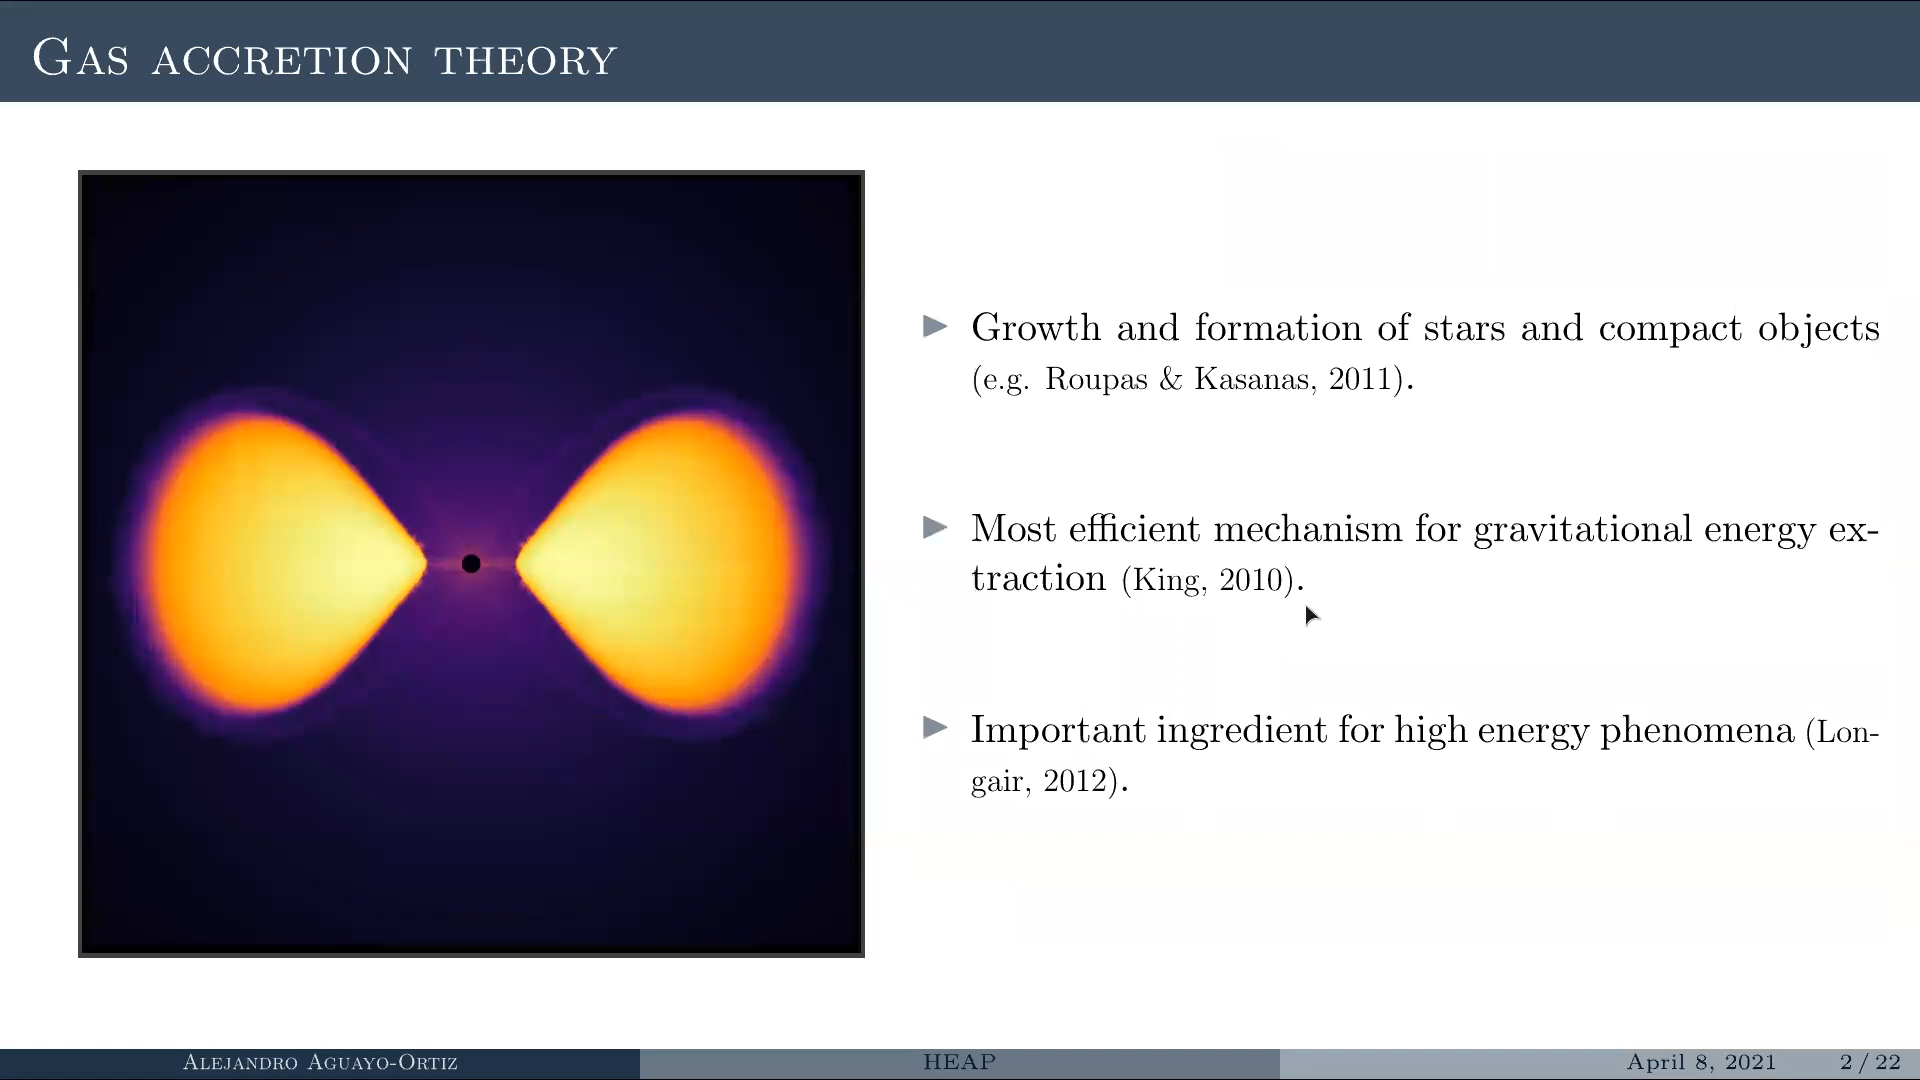 Gas accretion theory
Growth and formation of stars and compact objects
(e.g. Roupas & Kasanas, 2011).
Most efficient mechanism for gravitational energy ex-
traction (King, 2010).
Important ingredient for high energy phenomena (Lon-
gair, 2012).
Alejandro Aguayo-Ortiz
HEAP
April 8, 2021
2 / 22